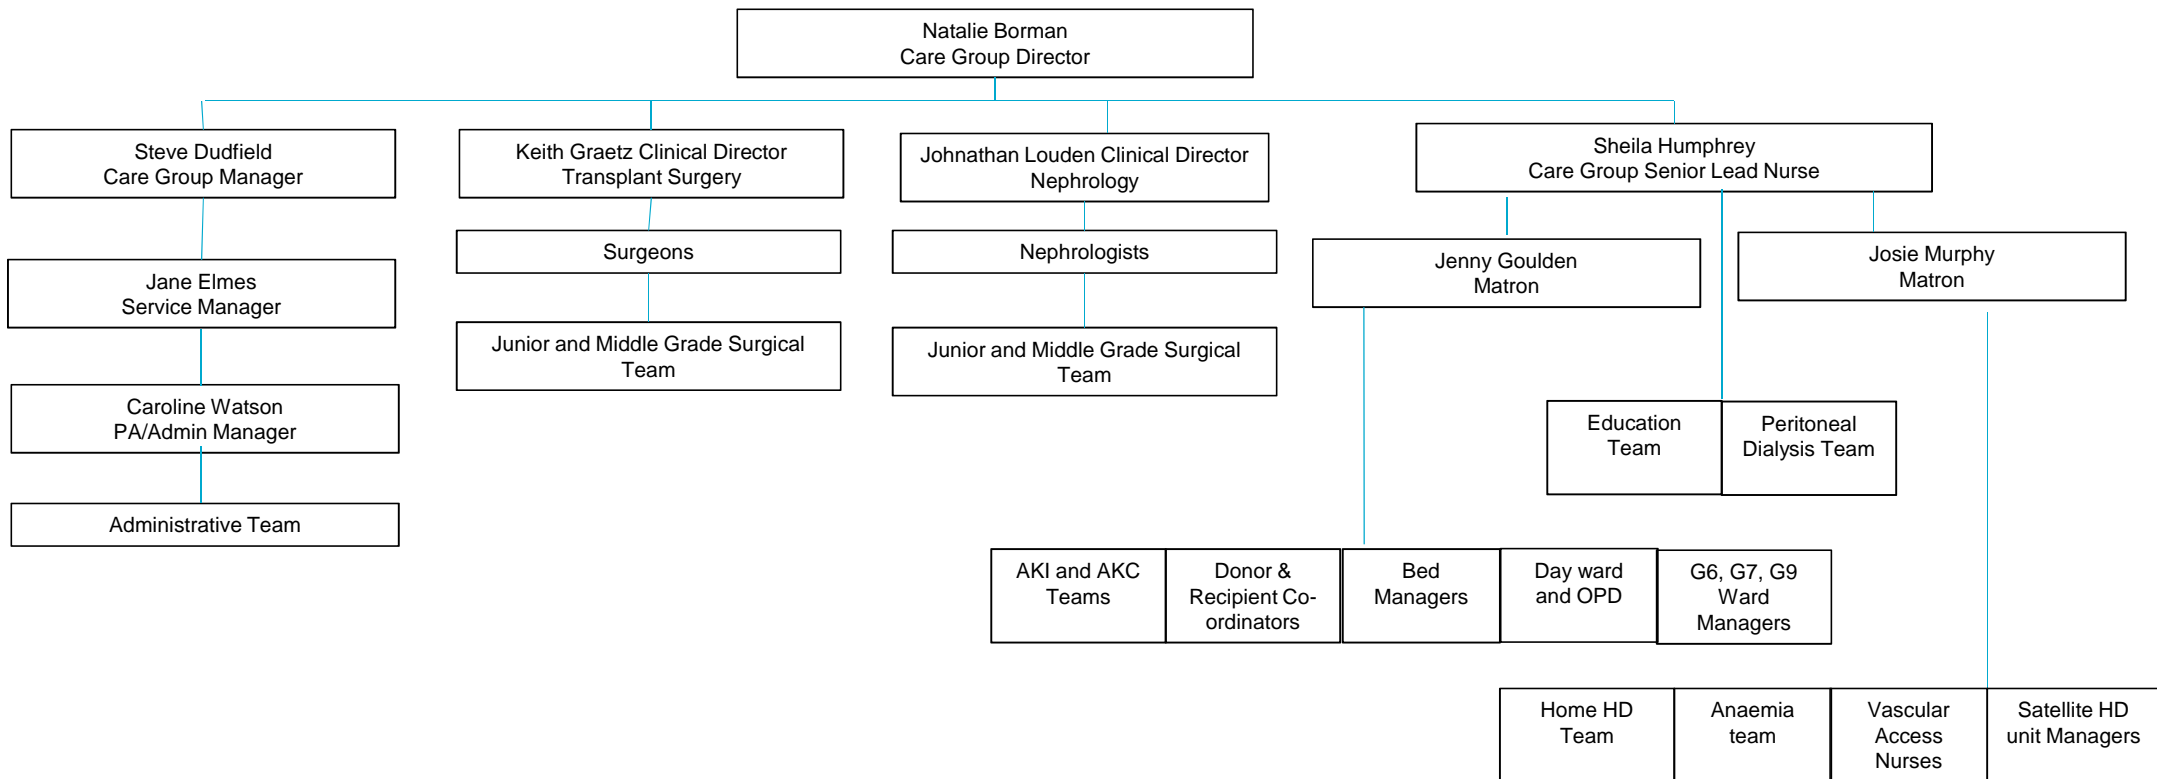 Natalie Borman
Care Group Director
Steve Dudfield
Care Group Manager
Keith Graetz Clinical Director
Transplant Surgery
Johnathan Louden Clinical Director
Nephrology
Sheila Humphrey
Care Group Senior Lead Nurse
Jane Elmes
Service Manager
Surgeons
Nephrologists
Jenny Goulden
Matron
Josie Murphy
Matron
Junior and Middle Grade Surgical
Team
Junior and Middle Grade Surgical
Team
Caroline Watson
PA/Admin Manager
Education
Team
Peritoneal
Dialysis Team
Administrative Team
AKI and AKC
Teams
Donor &
Recipient Co-
ordinators
Bed
Managers
Day ward
and OPD
G6, G7, G9
Ward
Managers
Home HD
Team
Anaemia
team
Vascular
Access
Nurses
Satellite HD
unit Managers